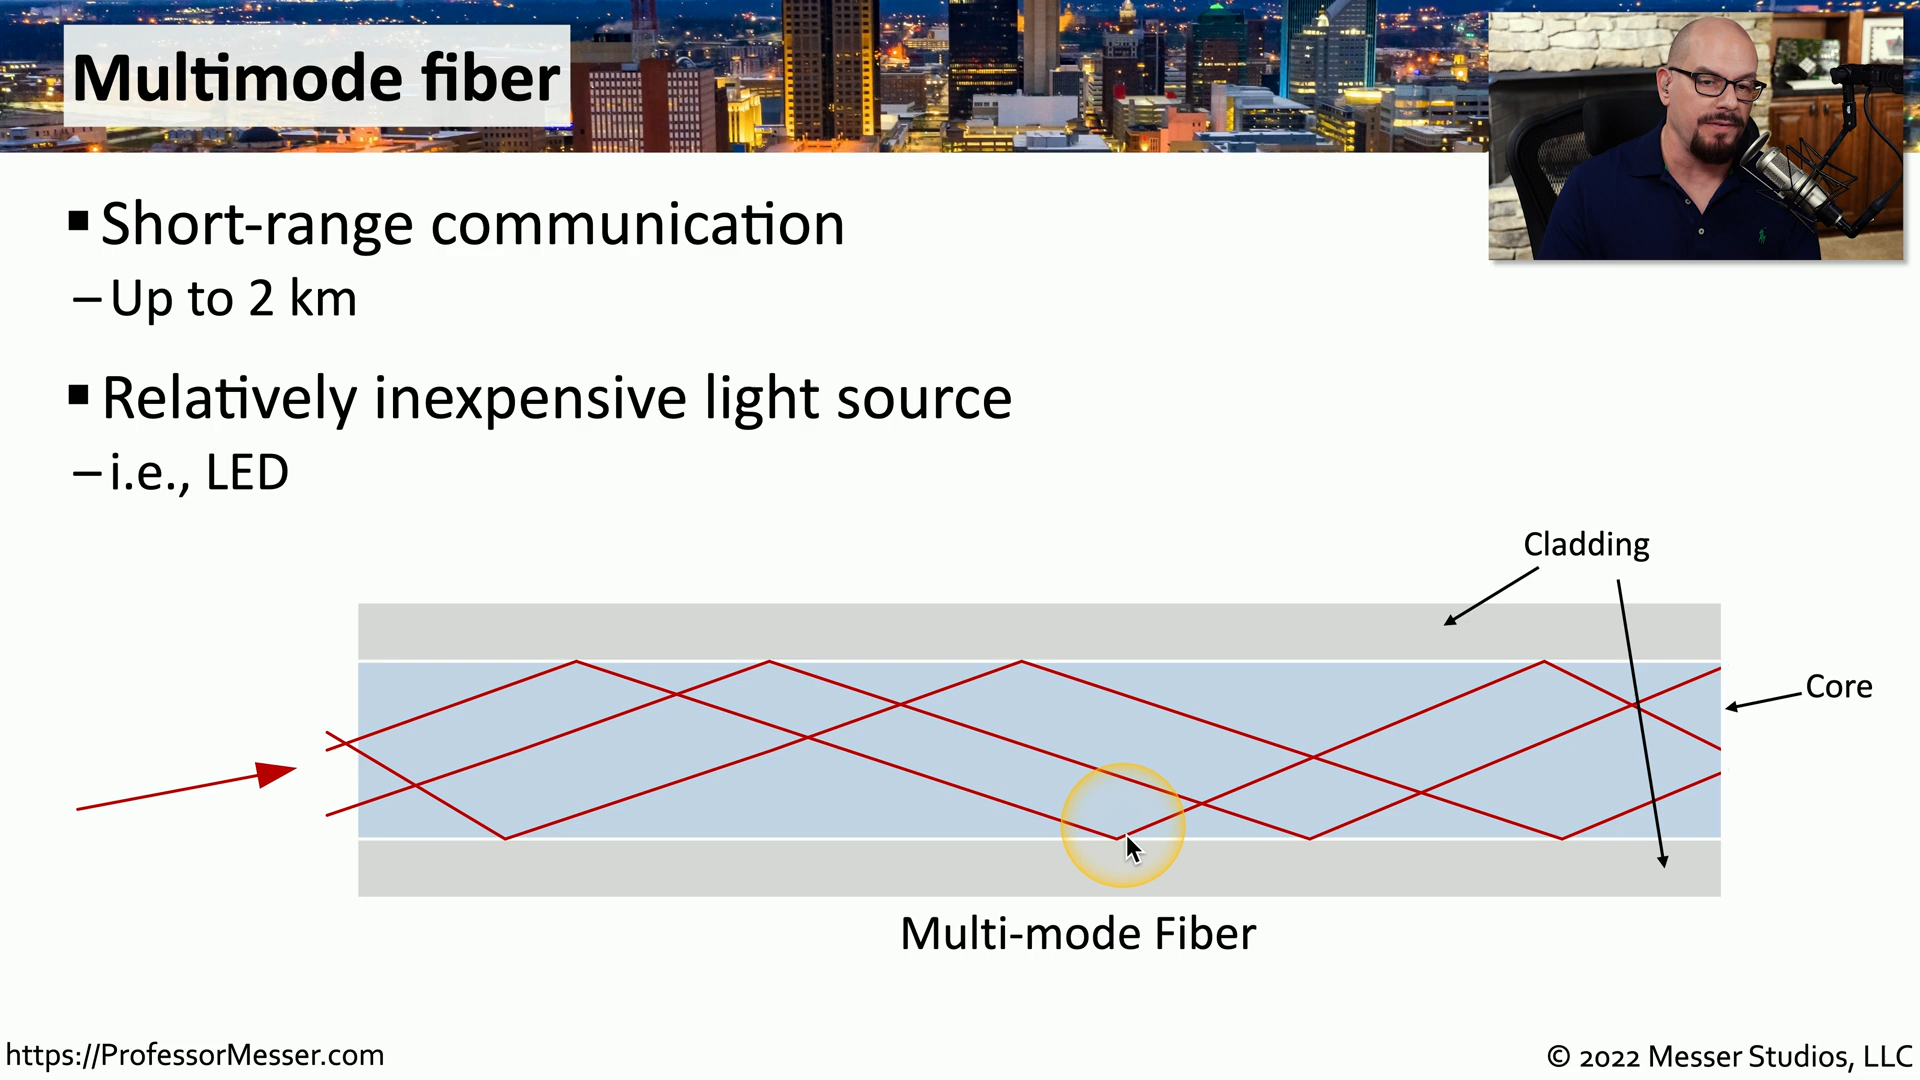 Multimode fiber
▪ Short-range communication
– Up to 2 km
▪ Relatively inexpensive light source
– i.e., LED
Cladding
Core
Multi-mode Fiber
https://ProfessorMesser.com
© 2022 Messer Studios, LLC